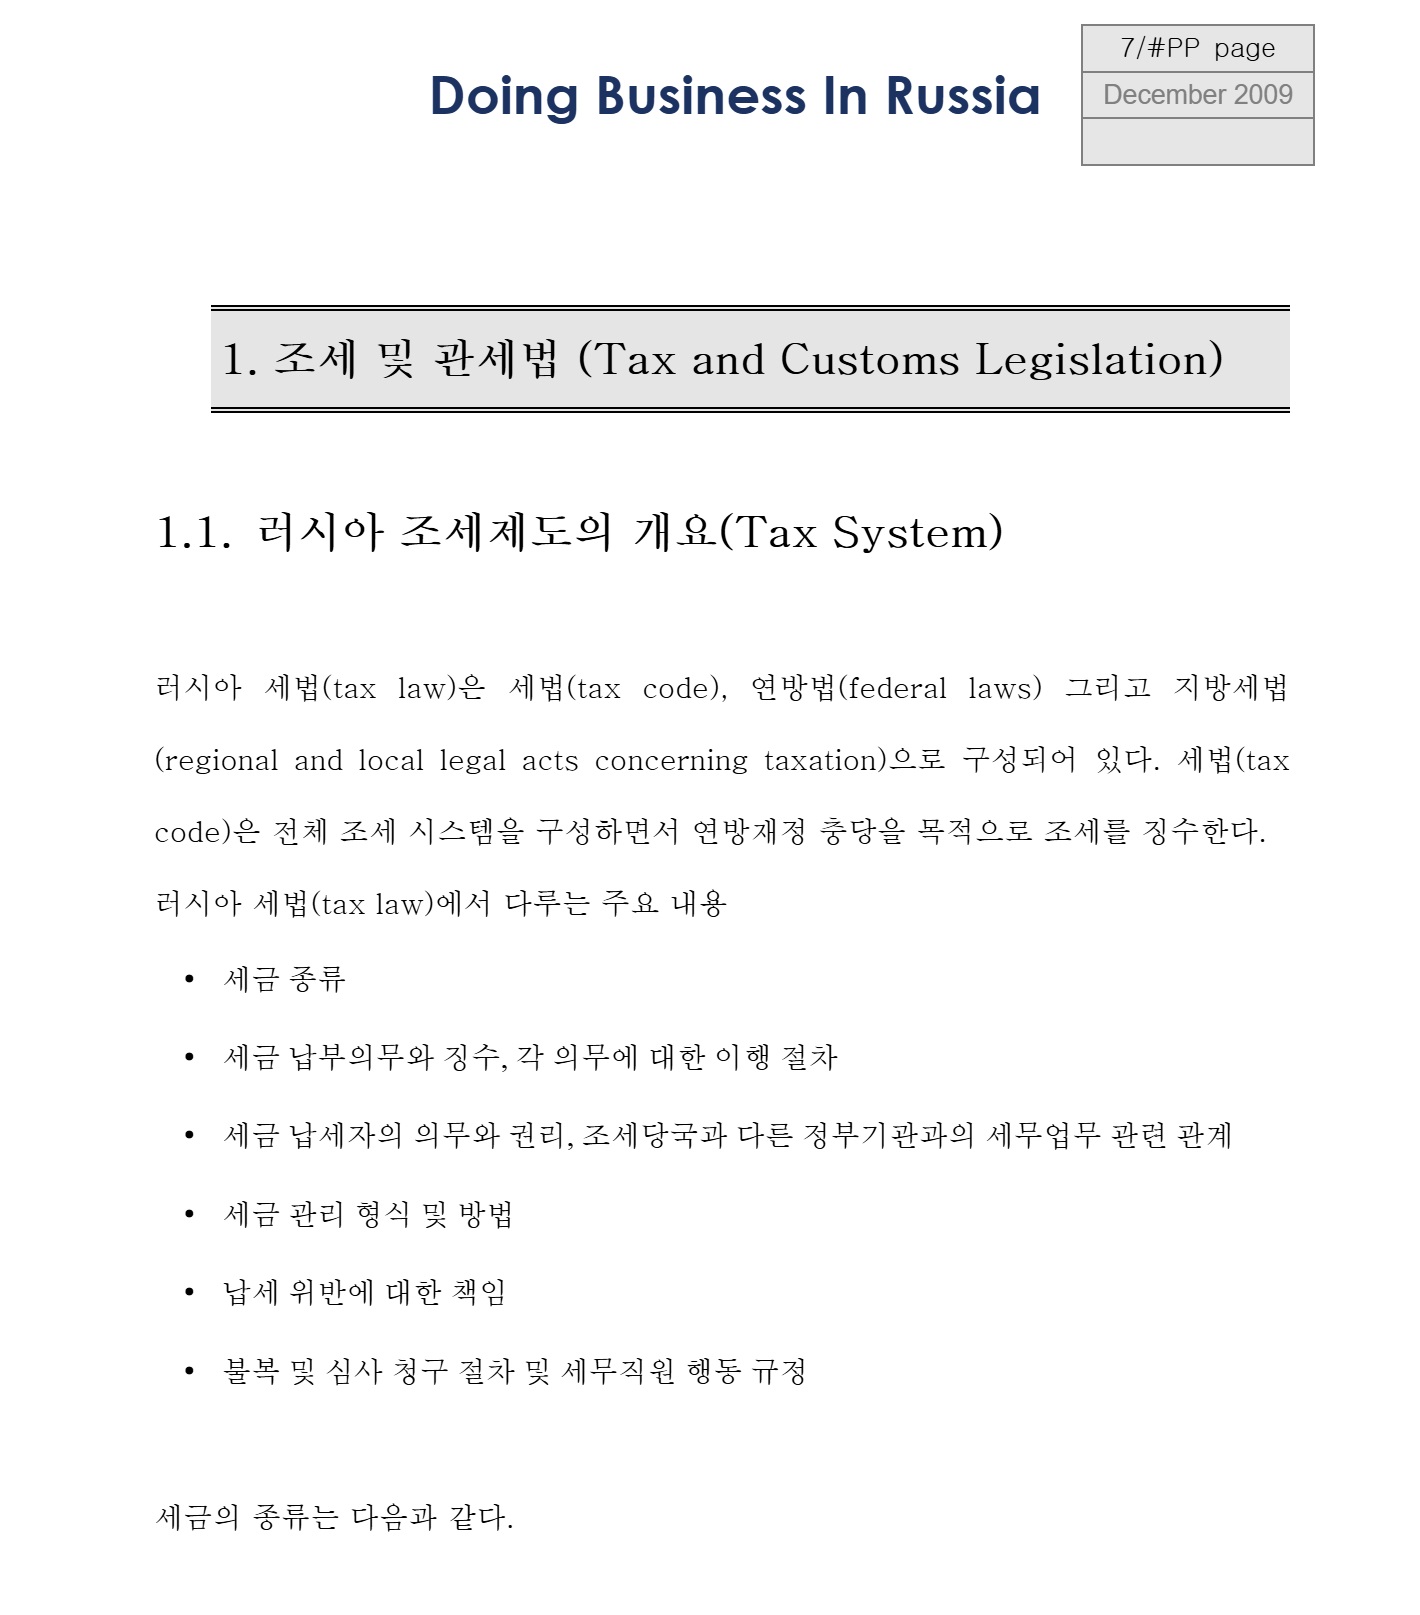 Doing Business In Russia
7/#PP page
December 2009
1. 조세 및 관세법 (Tax and Customs Legislation)
1.1. 러시아 조세제도의 개요(Tax System)
러시아 세법(tax law)은 세법(tax code), 연방법(federal laws) 그리고 지방세법
(regional and local legal acts concerning taxation)으로 구성되어 있다. 세법(tax
code)은 전체 조세 시스템을 구성하면서 연방재정 충당을 목적으로 조세를 징수한다.
러시아 세법(tax law)에서 다루는 주요 내용
• 세금 종류
• 세금 납부의무와 징수, 각 의무에 대한 이행 절차
• 세금 납세자의 의무와 권리, 조세당국과 다른 정부기관과의 세무업무 관련 관계
• 세금 관리 형식 및 방법
• 납세 위반에 대한 책임
• 불복 및 심사 청구 절차 및 세무직원 행동 규정
세금의 종류는 다음과 같다.